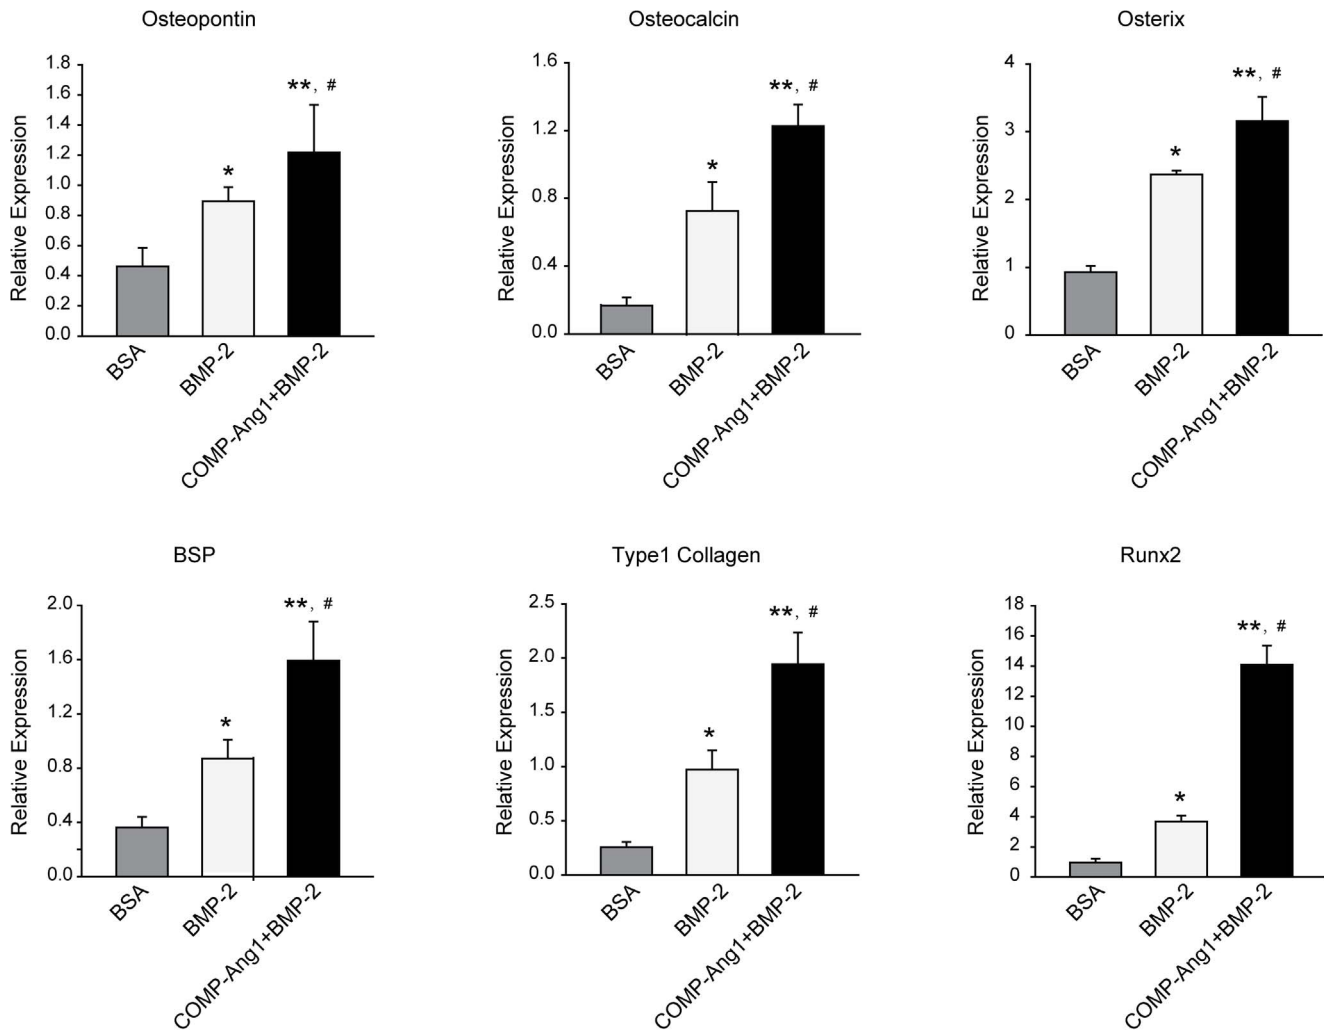 Osteopontin
Relative Expression
1.8
1.6
1.4
1.2
1.0
0.8
0.6
0.4
0.2
0.0
*
**, #
BSA
BMP-2
COMP-Ang1+BMP-2
Osteocalcin
Relative Expression
1.6
1.2
0.8
0.4
0.0
*
**, #
BSA
BMP-2
COMP-Ang1+BMP-2
Osterix
Relative Expression
4
3
2
1
0
*
**, #
BSA
BMP-2
COMP-Ang1+BMP-2
BSP
Relative Expression
2.0
1.6
1.2
0.8
0.4
0.0
*
**, #
BSA
BMP-2
COMP-Ang1+BMP-2
Type1 Collagen
Relative Expression
2.5
2.0
1.5
1.0
0.5
0.0
*
**, #
BSA
BMP-2
COMP-Ang1+BMP-2
Runx2
Relative Expression
18
16
14
12
10
8
6
4
2
0
*
**, #
BSA
BMP-2
COMP-Ang1+BMP-2